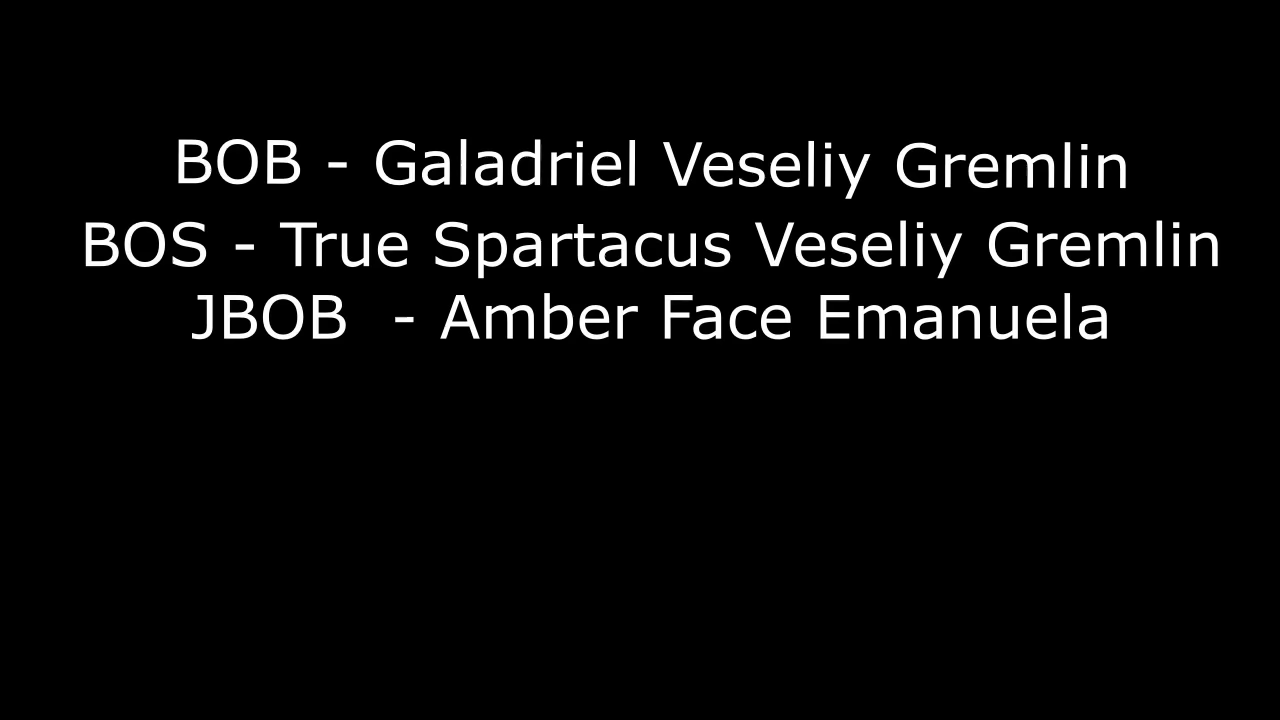 BOB - Galadriel Veseliy Gremlin
BOS - True Spartacus Veseliy Gremlin
JBOB  - Amber Face Emanuela